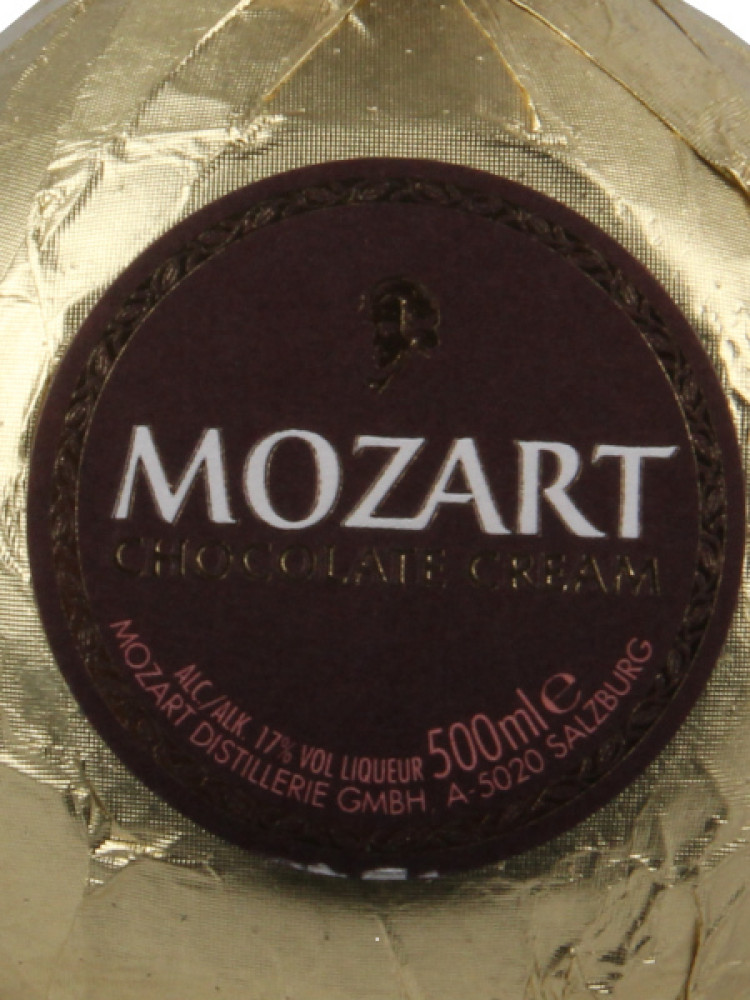 MOZART
CHOCOLATE CREAM
ALC/ALK. 17% VOL LIQUEUR 500ml e
MOZART DISTILLERIE GMBH. A-5020 SALZBURG